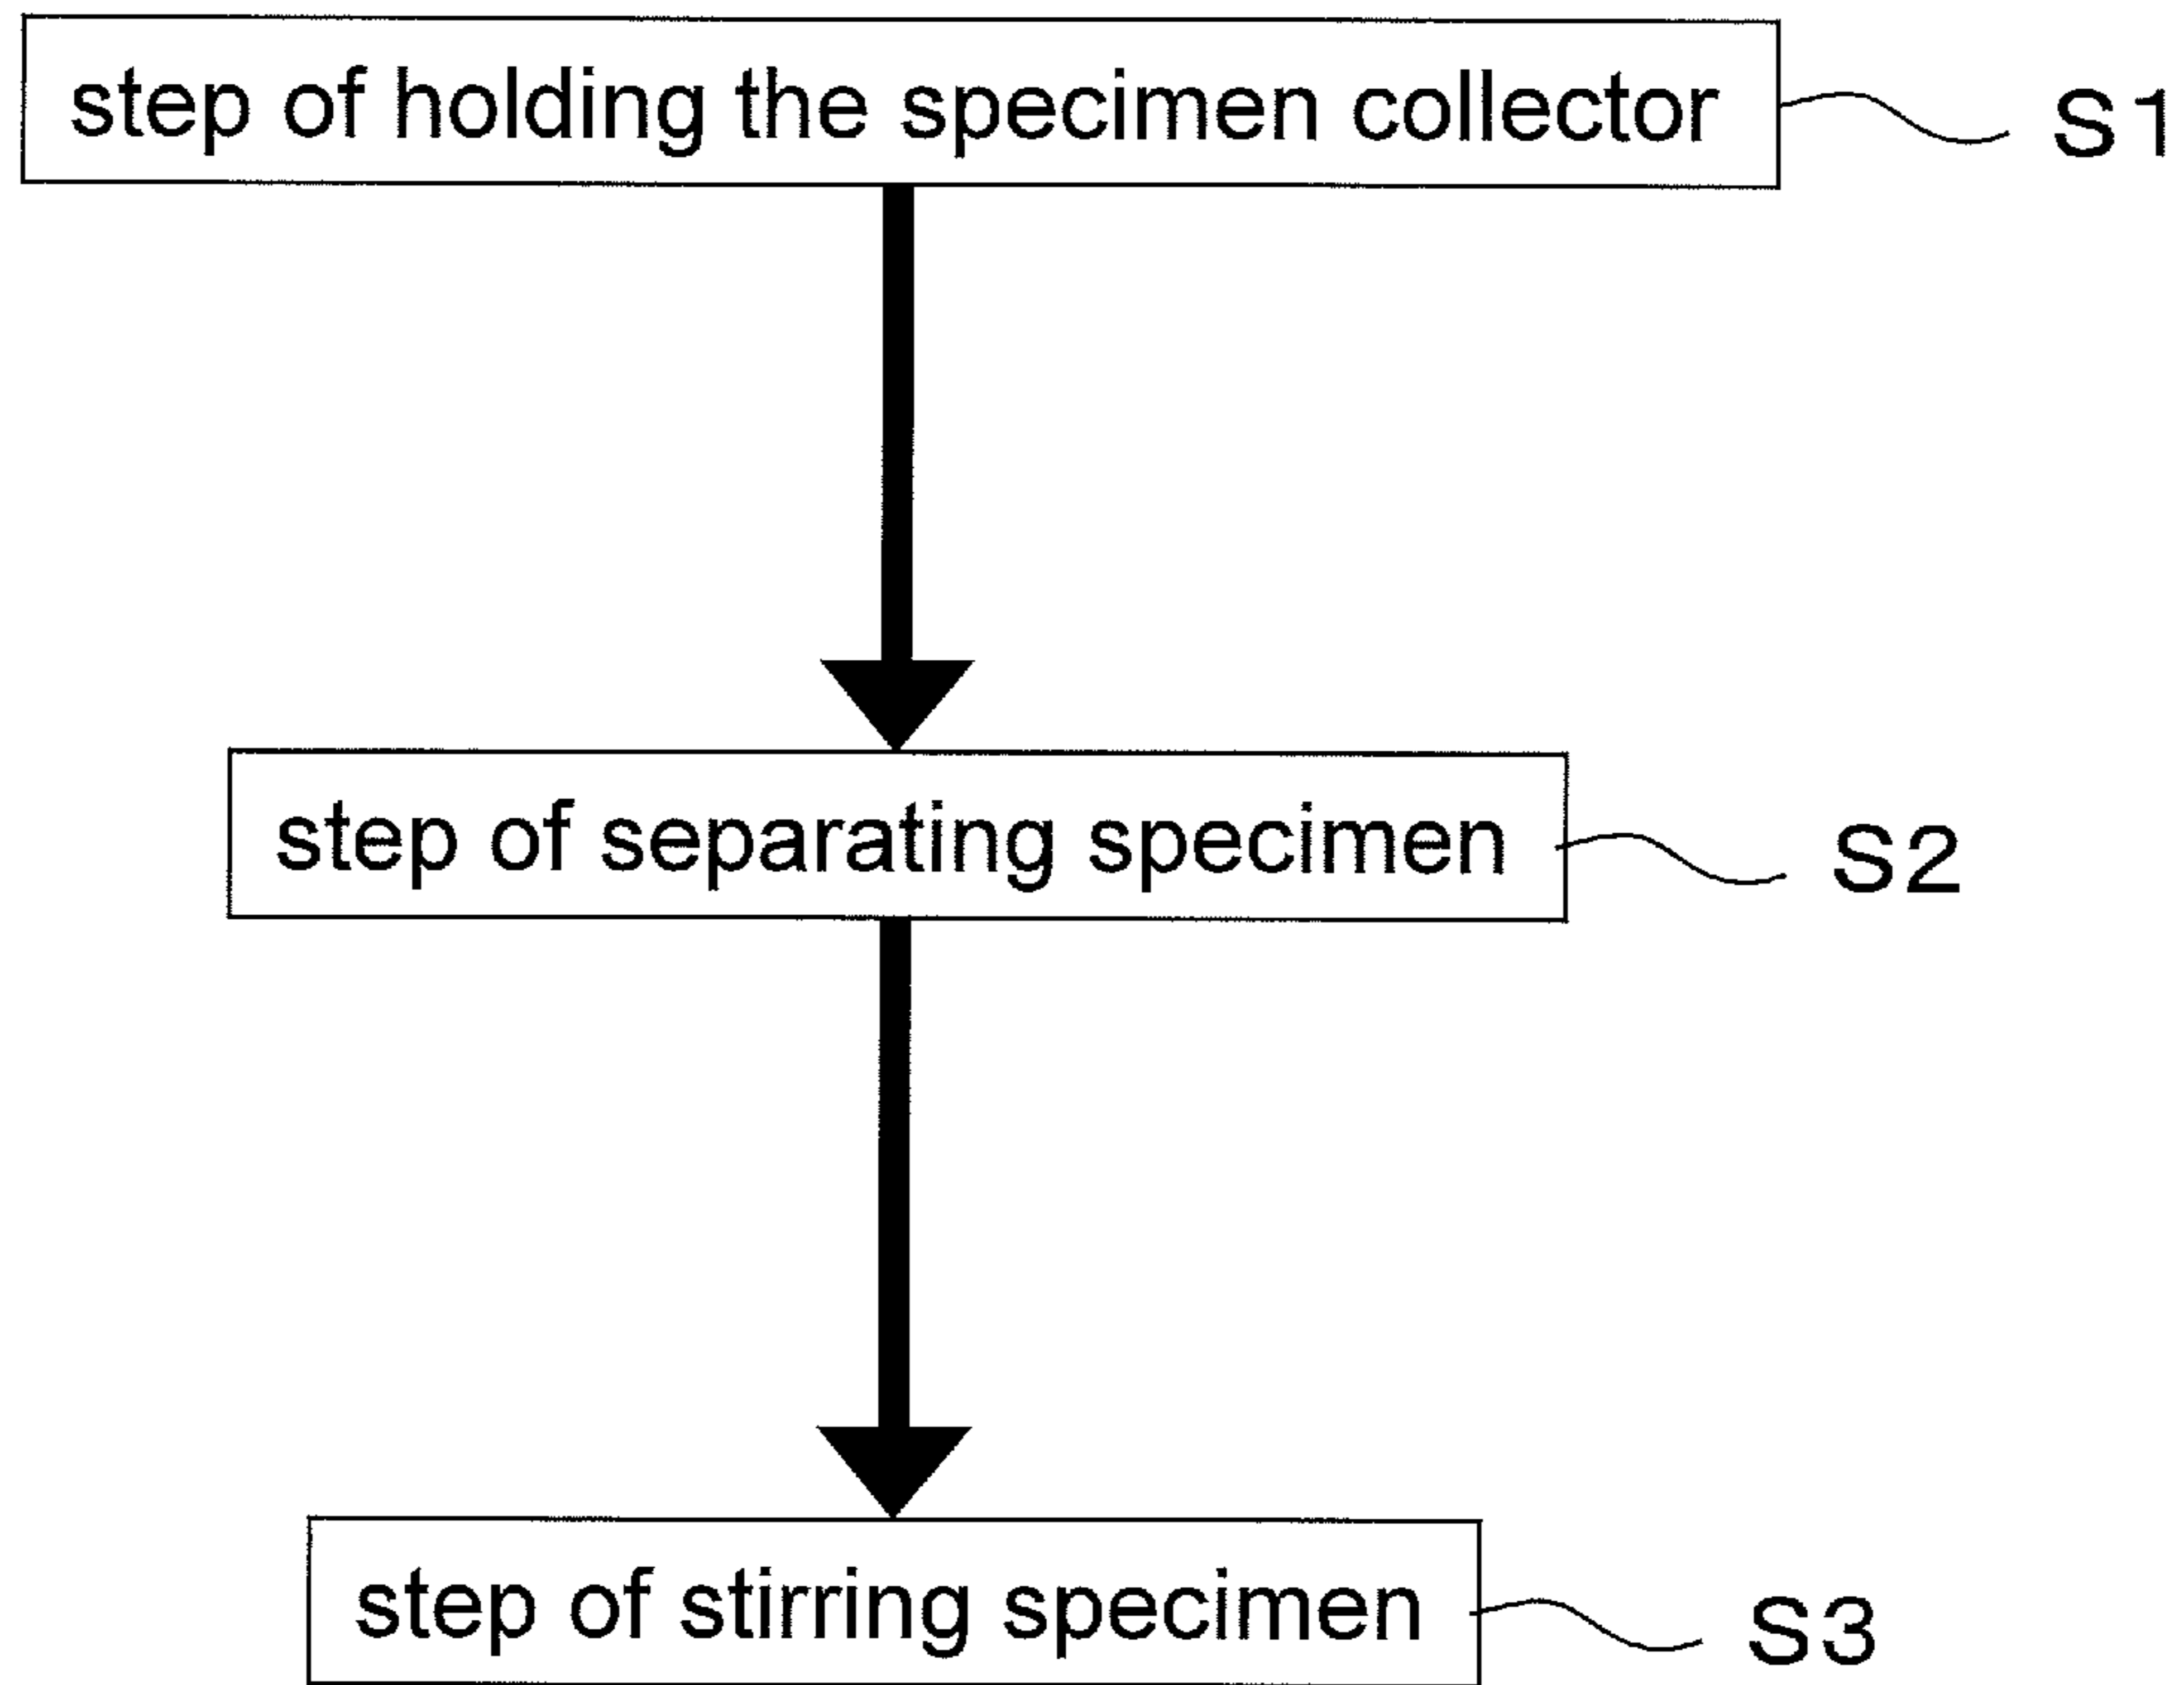 step of holding the specimen collector S1
step of separating specimen S2
step of stirring specimen S3